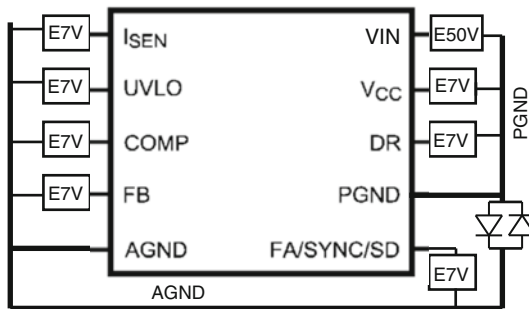 E7V ISEN VIN E50V
E7V UVLO VCC E7V
E7V COMP DR E7V
PGND
E7V FB PGND
AGND FA/SYNC/SD
E7V
AGND